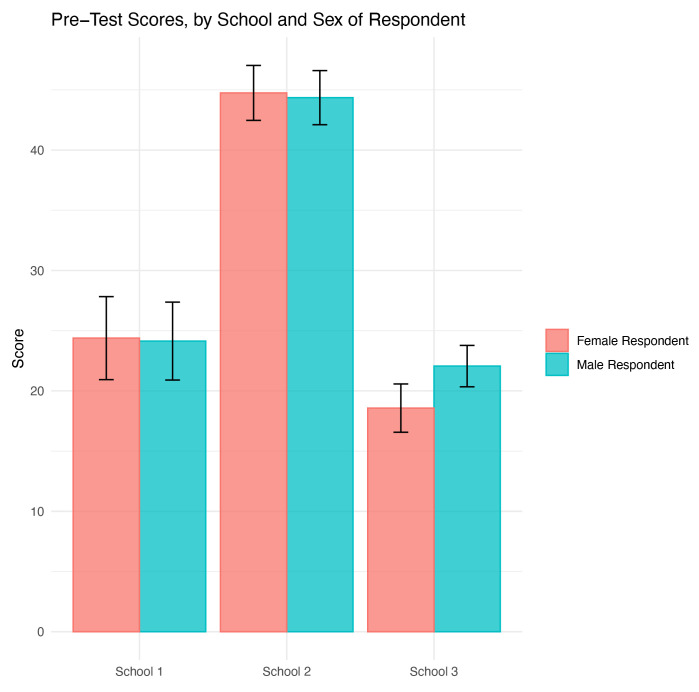 Pre−Test Scores, by School and Sex of Respondent
Score
40
30
20
10
0
School 1
School 2
School 3
Female Respondent
Male Respondent